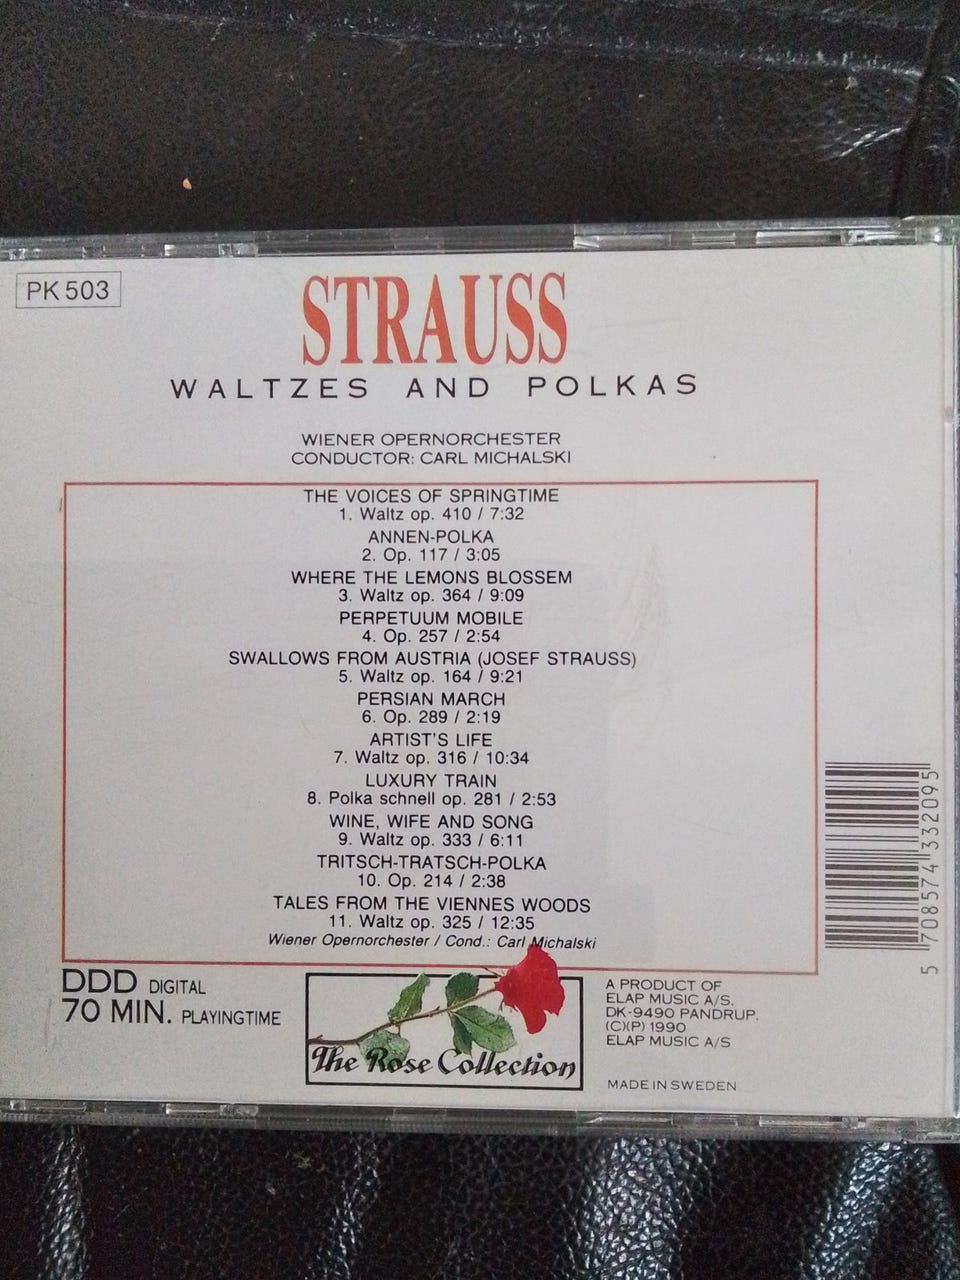 PK 503
STRAUSS
WALTZES AND POLKAS
WIENER OPERNORCHESTER
CONDUCTOR: CARL MICHALSKI
THE VOICES OF SPRINGTIME
1. Waltz op. 410 / 7:32
ANNEN-POLKA
2. Op. 117 / 3:05
WHERE THE LEMONS BLOSSEM
3. Waltz op. 364 / 9:09
PERPETUUM MOBILE
4. Op. 257 / 2:54
SWALLOWS FROM AUSTRIA (JOSEF STRAUSS)
5. Waltz op. 164 / 9:21
PERSIAN MARCH
6. Op. 289 / 2:19
ARTIST'S LIFE
7. Waltz op. 316 / 10:34
LUXURY TRAIN
8. Polka schnell op. 281 / 2:53
WINE, WIFE AND SONG
9. Waltz op. 333 / 6:11
TRITSCH-TRATSCH-POLKA
10. Op. 214 / 2:38
TALES FROM THE VIENNES WOODS
11. Waltz op. 325 / 12:35
Wiener Opernorchester / Cond.: Carl Michalski
5 708574 332095
DDD DIGITAL
70 MIN. PLAYINGTIME
The Rose Collection
A PRODUCT OF
ELAP MUSIC A/S.
DK-9490 PANDRUP.
(C)(P) 1990
ELAP MUSIC A/S
MADE IN SWEDEN